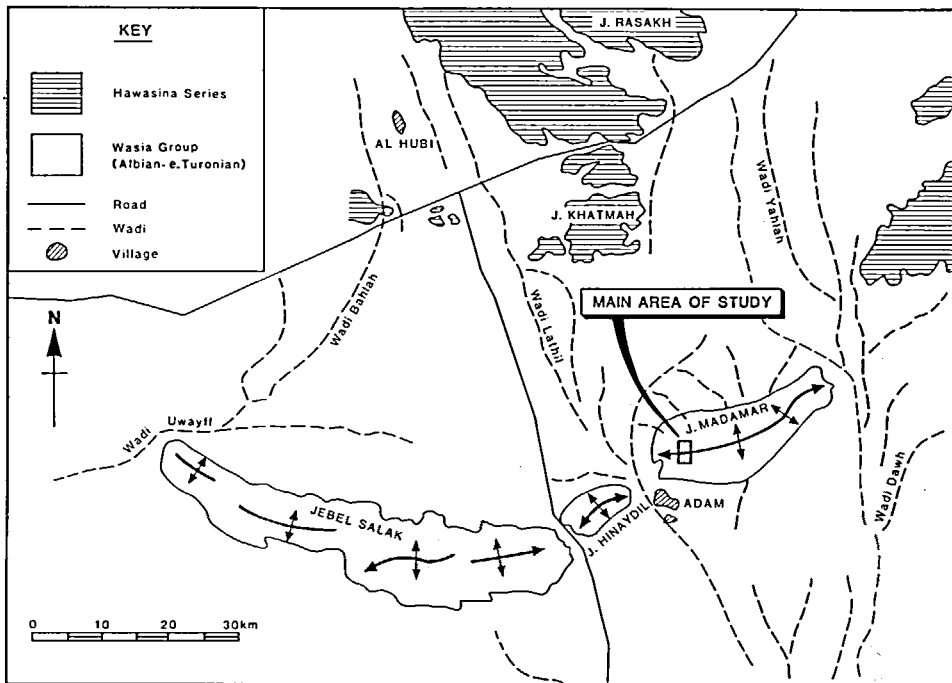 KEY
Hawasina Series
Wasia Group
(Albian-e.Turonian)
Road
Wadi
Village
J. RASAKH
AL HUBI
J. KHATMAH
Wadi Yahlah
Wadi Bahlah
Wadi Lathil
MAIN AREA OF STUDY
N
Wadi Uwayff
J. MADAMAR
JEBEL SALAK
J. HINAYDIL
ADAM
Wadi Dawh
0 10 20 30km